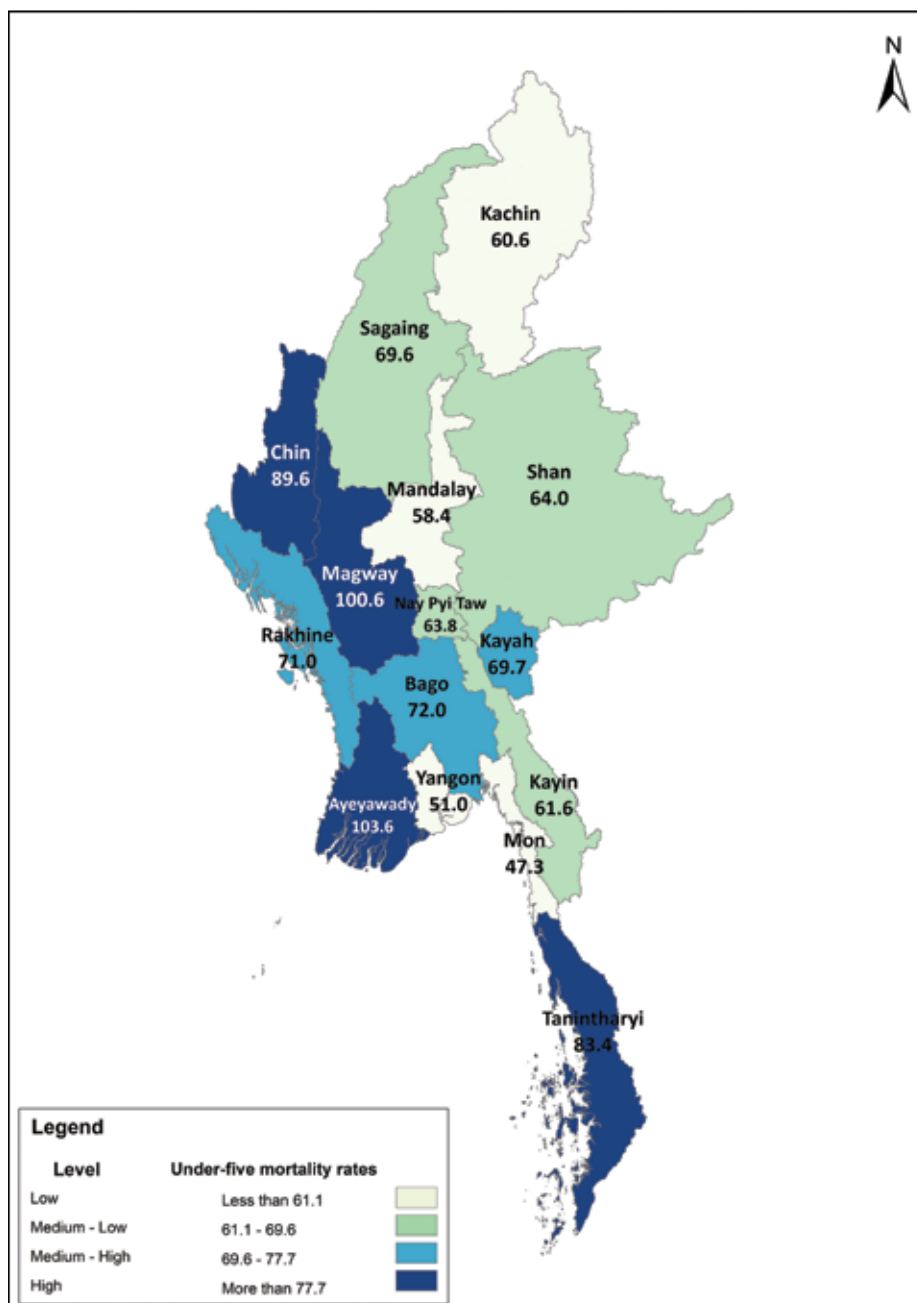 N
Kachin
60.6
Sagaing
69.6
Chin
89.6
Shan
64.0
Mandalay
58.4
Magway
100.6
Nay Pyi Taw
63.8
Rakhine
71.0
Kayah
69.7
Bago
72.0
Yangon
51.0
Kayin
61.6
Ayeyawady
103.6
Mon
47.3
Tanintharyi
83.4
Legend
Level Under-five mortality rates
Low Less than 61.1
Medium - Low 61.1 - 69.6
Medium - High 69.6 - 77.7
High More than 77.7